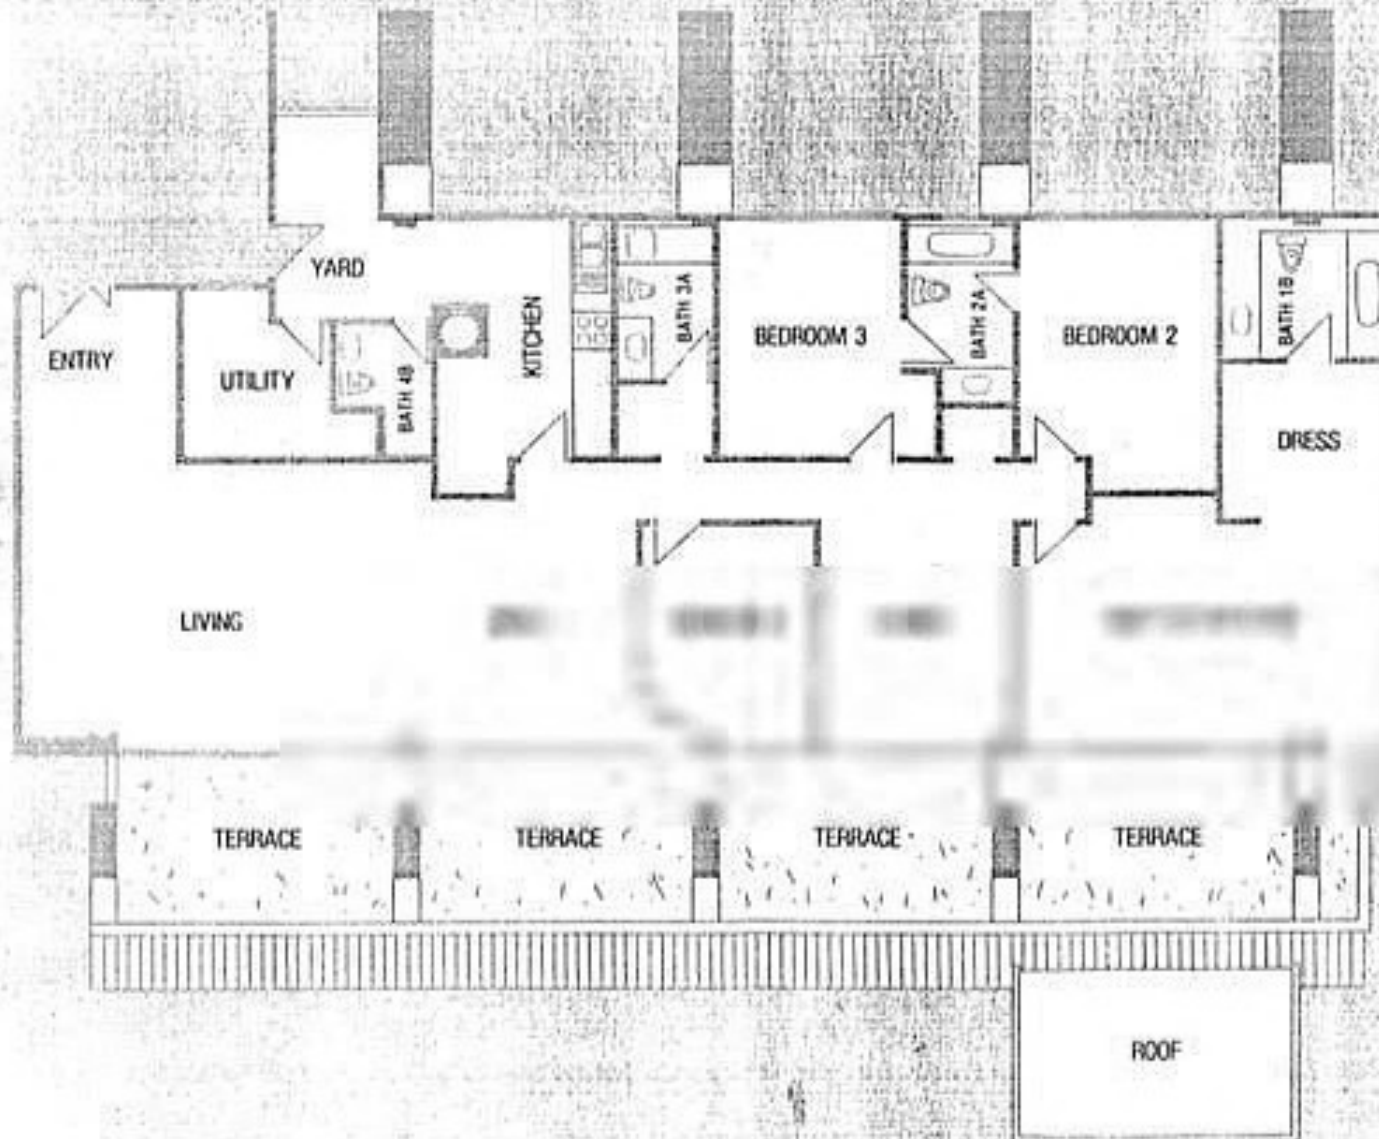 YARD
ENTRY
UTILITY
BATH 4B
KITCHEN
BATH 3A
BEDROOM 3
BATH 2A
BEDROOM 2
BATH 1B
DRESS
LIVING
TERRACE
TERRACE
TERRACE
TERRACE
ROOF